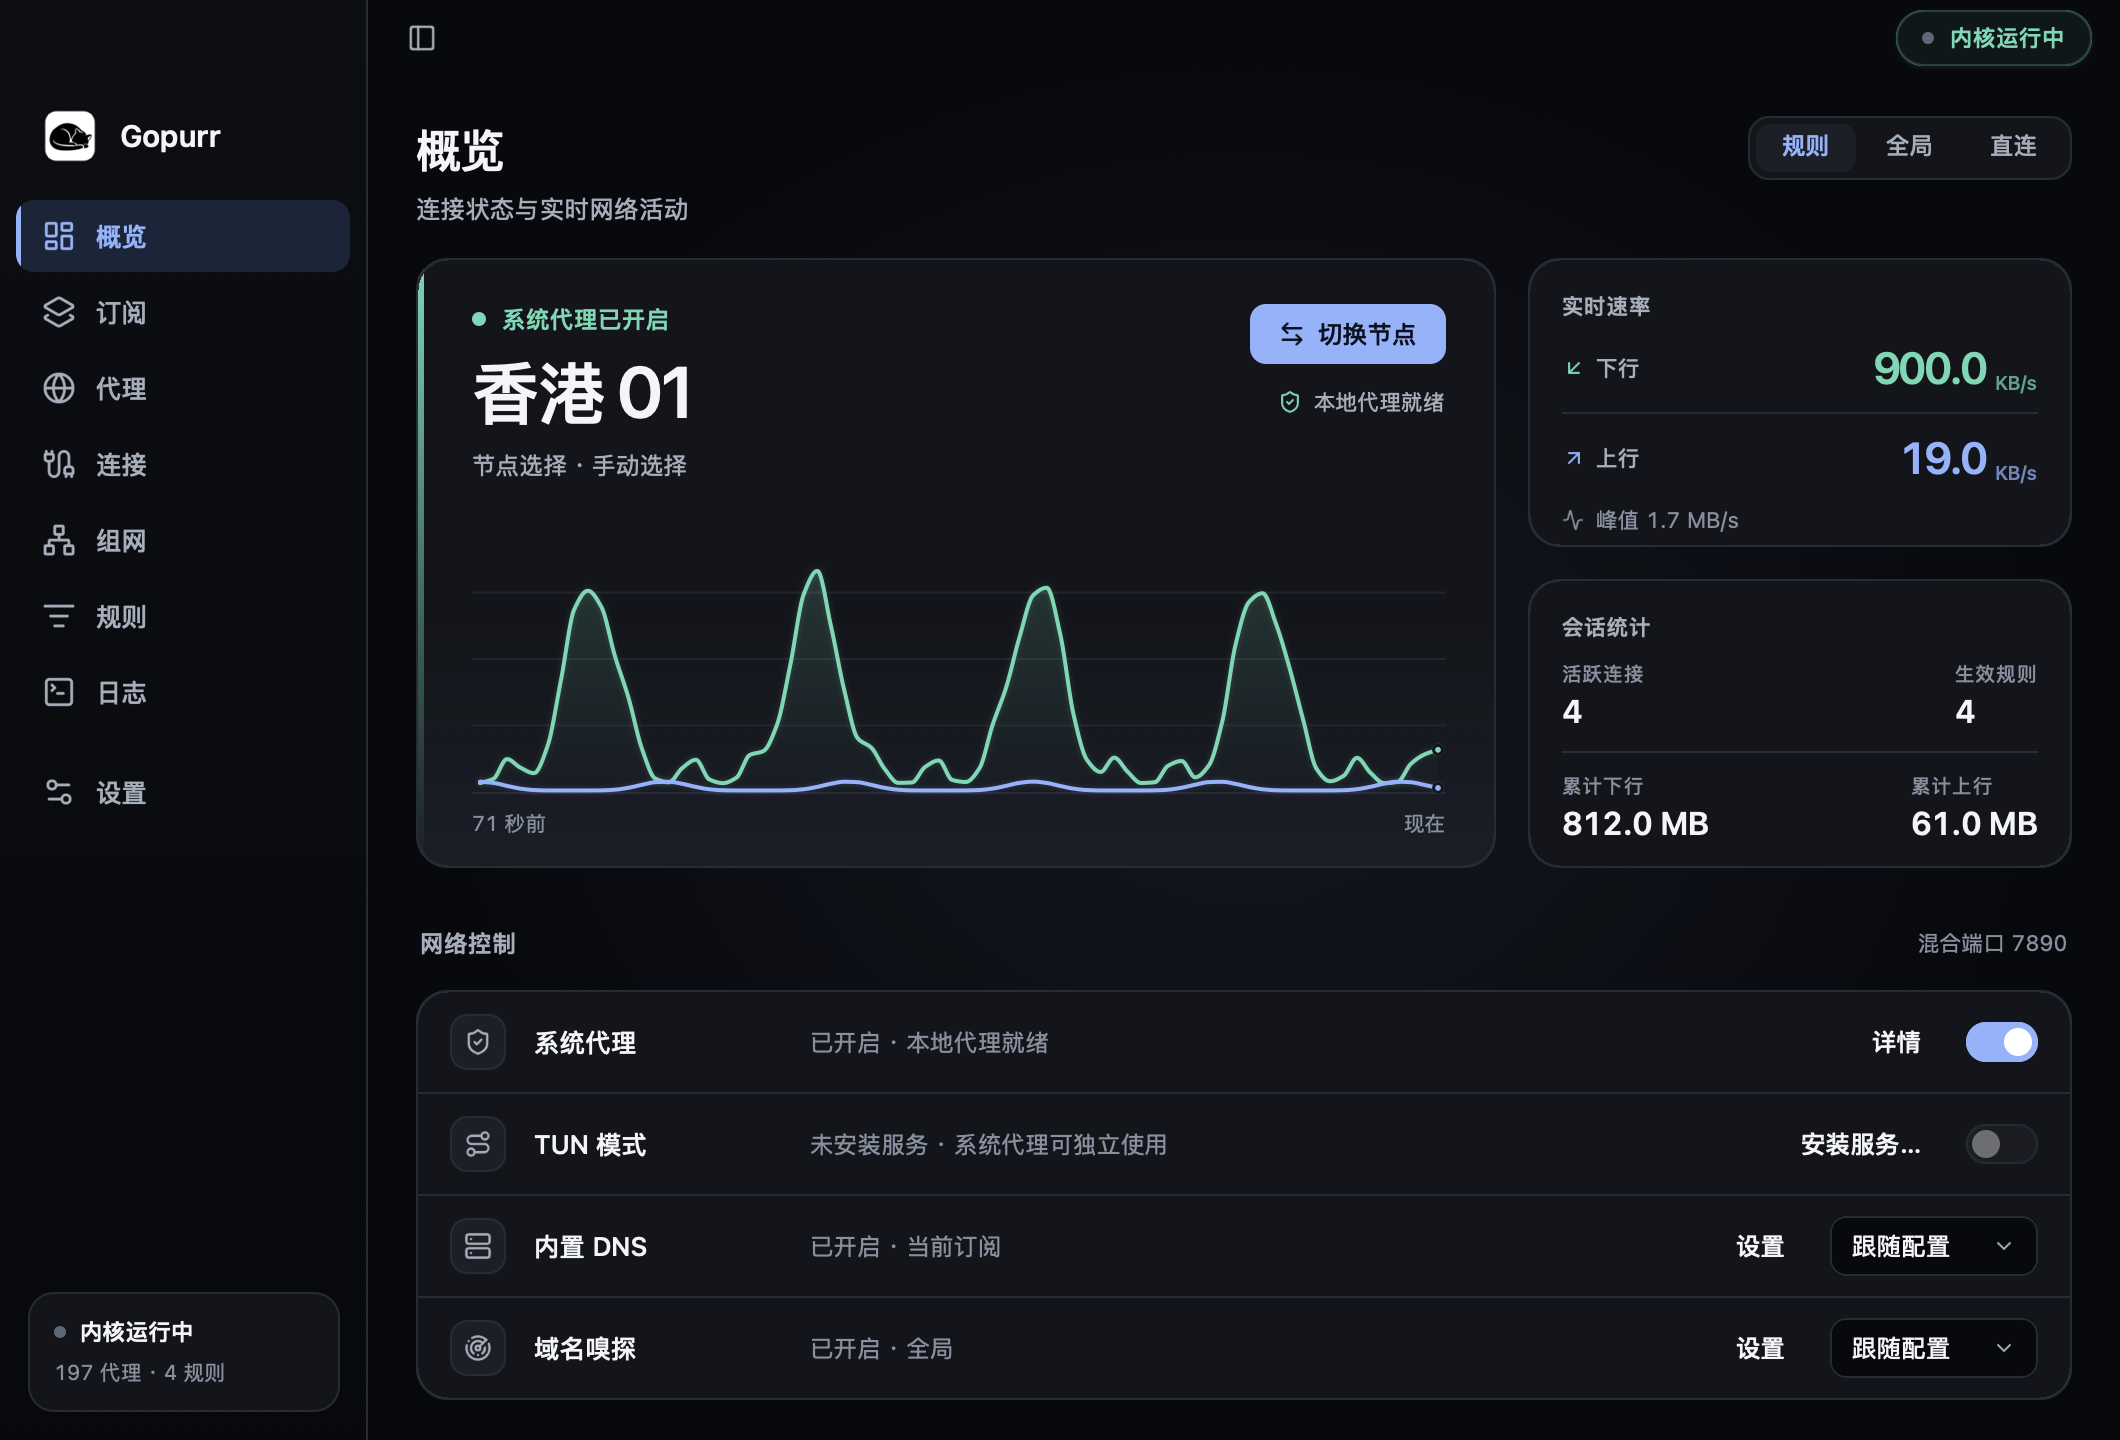 内核运行中
Gopurr
概览
订阅
代理
连接
组网
规则
日志
设置
内核运行中
197 代理 · 4 规则
概览
连接状态与实时网络活动
规则 全局 直连
系统代理已开启
香港 01
节点选择 · 手动选择
切换节点
本地代理就绪
71 秒前
现在
实时速率
下行 900.0 KB/s
上行 19.0 KB/s
峰值 1.7 MB/s
会话统计
活跃连接 生效规则
4 4
累计下行 累计上行
812.0 MB 61.0 MB
网络控制
混合端口 7890
系统代理 已开启 · 本地代理就绪 详情
TUN 模式 未安装服务 · 系统代理可独立使用 安装服务...
内置 DNS 已开启 · 当前订阅 设置 跟随配置
域名嗅探 已开启 · 全局 设置 跟随配置